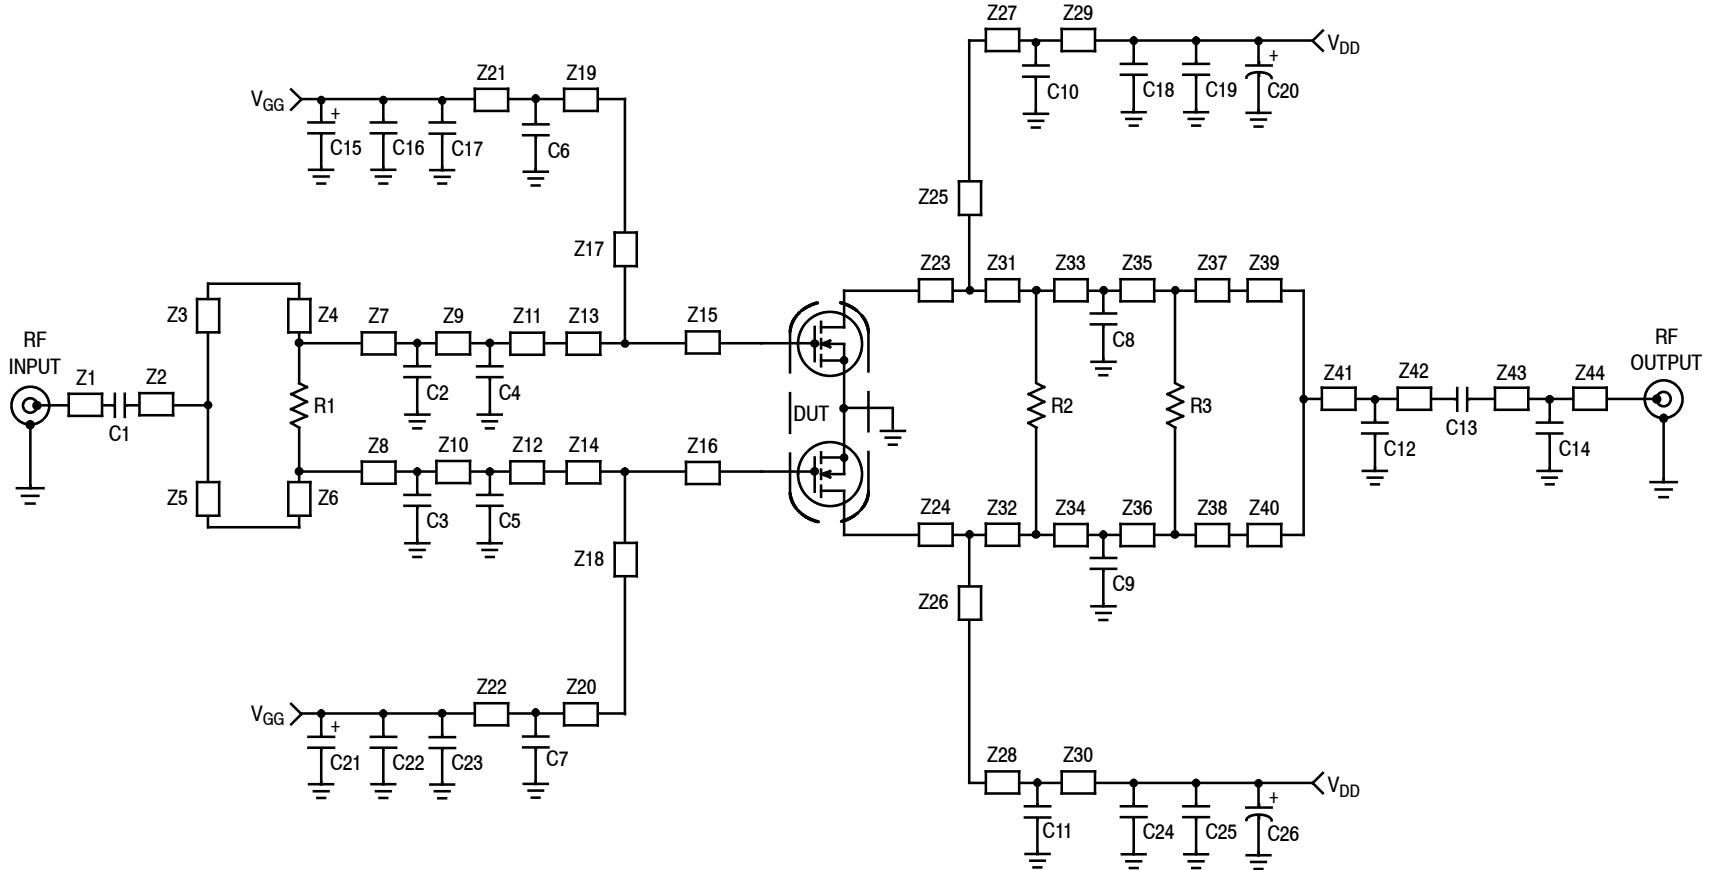 Z27
Z29
VDD
C10
C18
C19
+
C20
Z21
Z19
VGG
+
C15
C16
C17
C6
Z25
Z17
Z23
Z31
Z33
Z35
Z37
Z39
Z3
Z4
Z7
Z9
Z11
Z13
Z15
C8
RF
INPUT
Z1
Z2
C1
R1
C2
C4
DUT
R2
R3
Z41
Z42
Z43
Z44
RF
OUTPUT
C12
C13
C14
Z8
Z10
Z12
Z14
Z16
Z5
Z6
C3
C5
Z24
Z32
Z34
Z36
Z38
Z40
Z18
C9
Z26
Z22
Z20
VGG
+
C21
C22
C23
C7
Z28
Z30
VDD
C11
C24
C25
+
C26